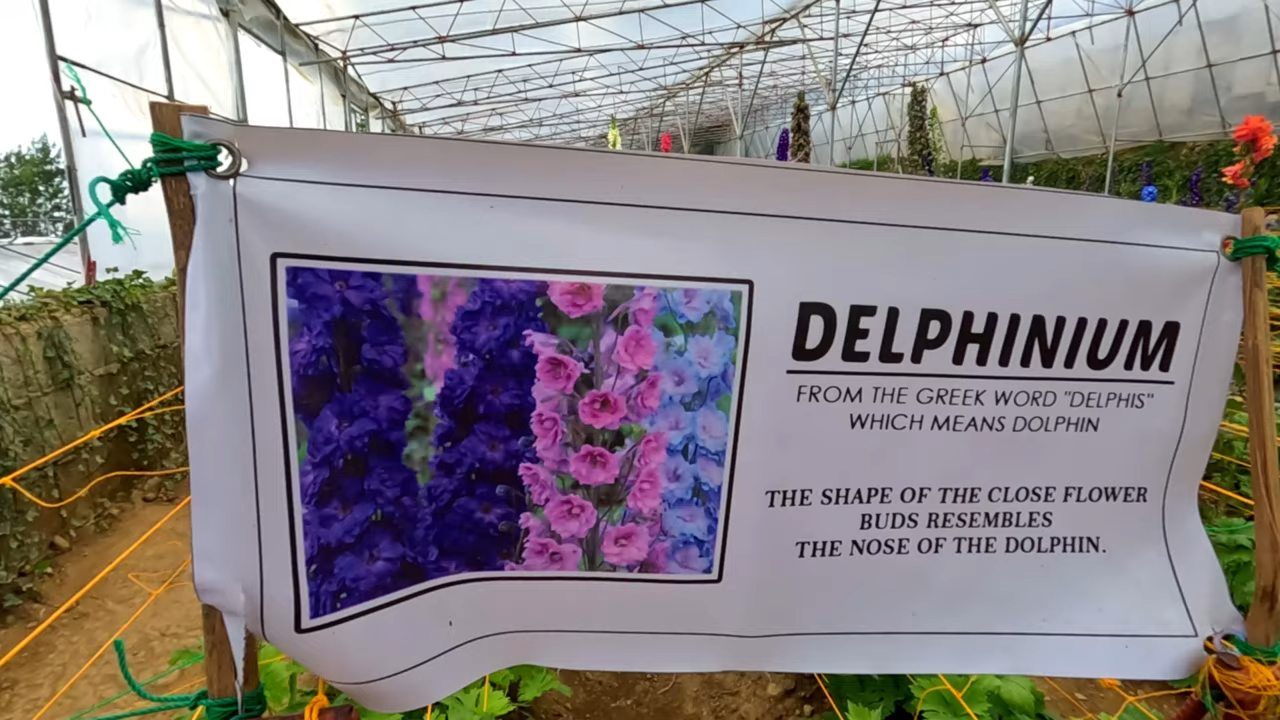 DELPHINIUM
FROM THE GREEK WORD "DELPHIS"
WHICH MEANS DOLPHIN
THE SHAPE OF THE CLOSE FLOWER
BUDS RESEMBLES
THE NOSE OF THE DOLPHIN.